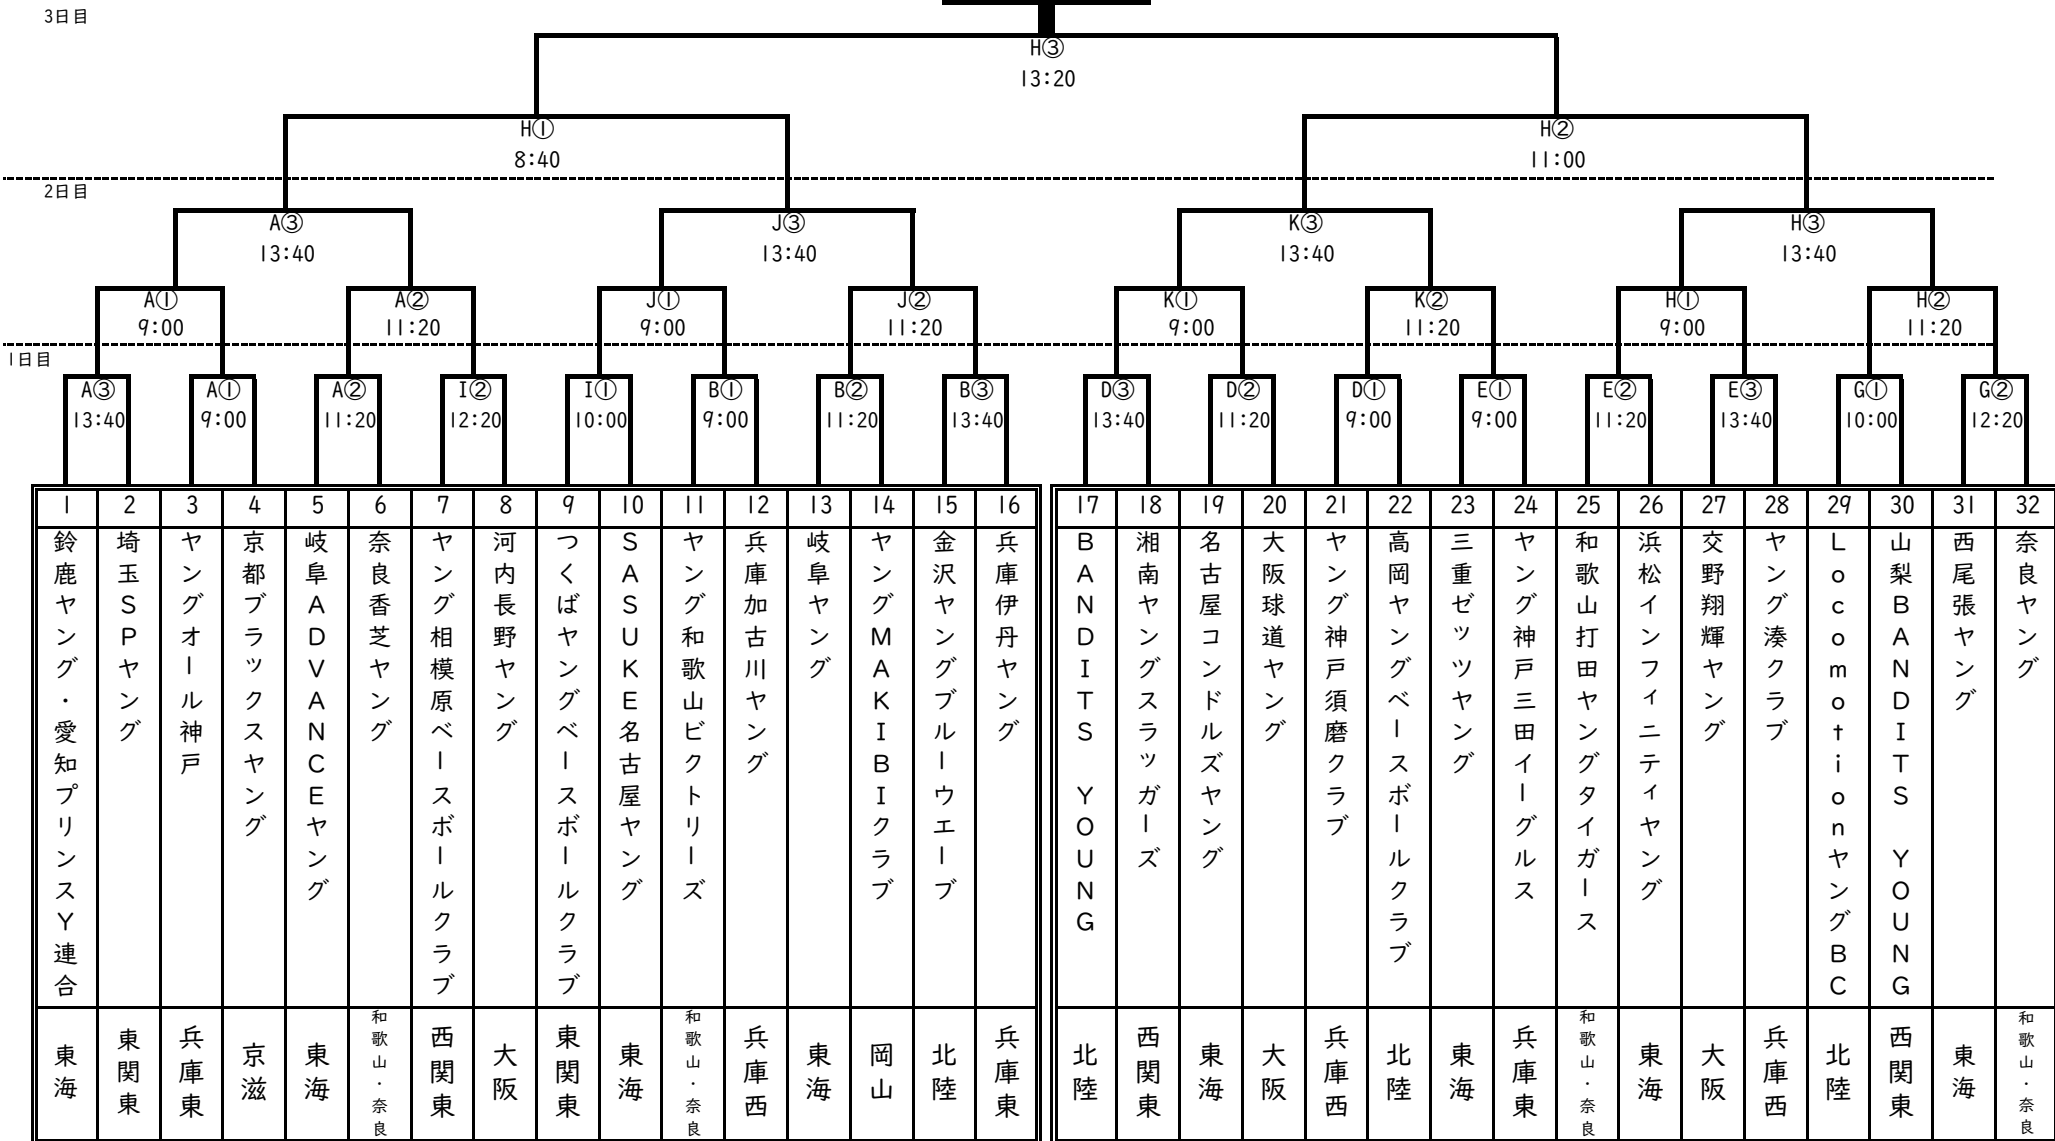 3日目
H③
13:20
H① H②
8:40 11:00
2日目
A③ J③ K③ H③
13:40 13:40 13:40 13:40
A① A② J① J② K① K② H① H②
9:00 11:20 9:00 11:20 9:00 11:20 9:00 11:20
1日目
A③ A① A② I② I① B① B② B③ D③ D② D① E① E② E③ G① G②
13:40 9:00 11:20 12:20 10:00 9:00 11:20 13:40 13:40 11:20 9:00 9:00 11:20 13:40 10:00 12:20
1 鈴鹿ヤング・愛知プリンスY連合 東海
2 埼玉SPヤング 東関東
3 ヤングオール神戸 兵庫東
4 京都ブラックスヤング 京滋
5 岐阜ADVANCEヤング 東海
6 奈良香芝ヤング 和歌山・奈良
7 ヤング相模原ベースボールクラブ 西関東
8 河内長野ヤング 大阪
9 つくばヤングベースボールクラブ 東関東
10 SASUKE名古屋ヤング 東海
11 ヤング和歌山ビクトリーズ 和歌山・奈良
12 兵庫加古川ヤング 兵庫西
13 岐阜ヤング 東海
14 ヤングMAKIBIクラブ 岡山
15 金沢ヤングブルーウエーブ 北陸
16 兵庫伊丹ヤング 兵庫東
17 BANDITS YOUNG 北陸
18 湘南ヤングスラッガーズ 西関東
19 名古屋コンドルズヤング 東海
20 大阪球道ヤング 大阪
21 ヤング神戸須磨クラブ 兵庫西
22 高岡ヤングベースボールクラブ 北陸
23 三重ゼッツヤング 東海
24 ヤング神戸三田イーグルス 兵庫東
25 和歌山打田ヤングタイガース 和歌山・奈良
26 浜松インフィニティヤング 東海
27 交野翔輝ヤング 大阪
28 ヤング湊クラブ 兵庫西
29 LocomotionヤングBC 北陸
30 山梨BANDITS YOUNG 西関東
31 西尾張ヤング 東海
32 奈良ヤング 和歌山・奈良